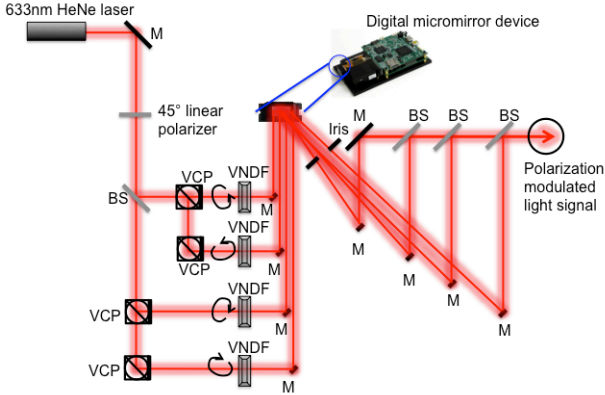 633nm HeNe laser
M
Digital micromirror device
45° linear
polarizer
Iris
M
BS
BS
BS
Polarization
modulated
light signal
BS
VCP
VNDF
M
VCP
VNDF
M
VCP
VNDF
M
VCP
VNDF
M
M
M
M
M